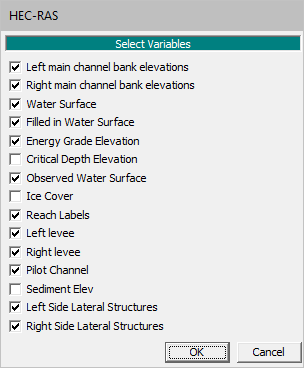 HEC-RAS
Select Variables
Left main channel bank elevations
Right main channel bank elevations
Water Surface
Filled in Water Surface
Energy Grade Elevation
Critical Depth Elevation
Observed Water Surface
Ice Cover
Reach Labels
Left levee
Right levee
Pilot Channel
Sediment Elev
Left Side Lateral Structures
Right Side Lateral Structures
OK Cancel